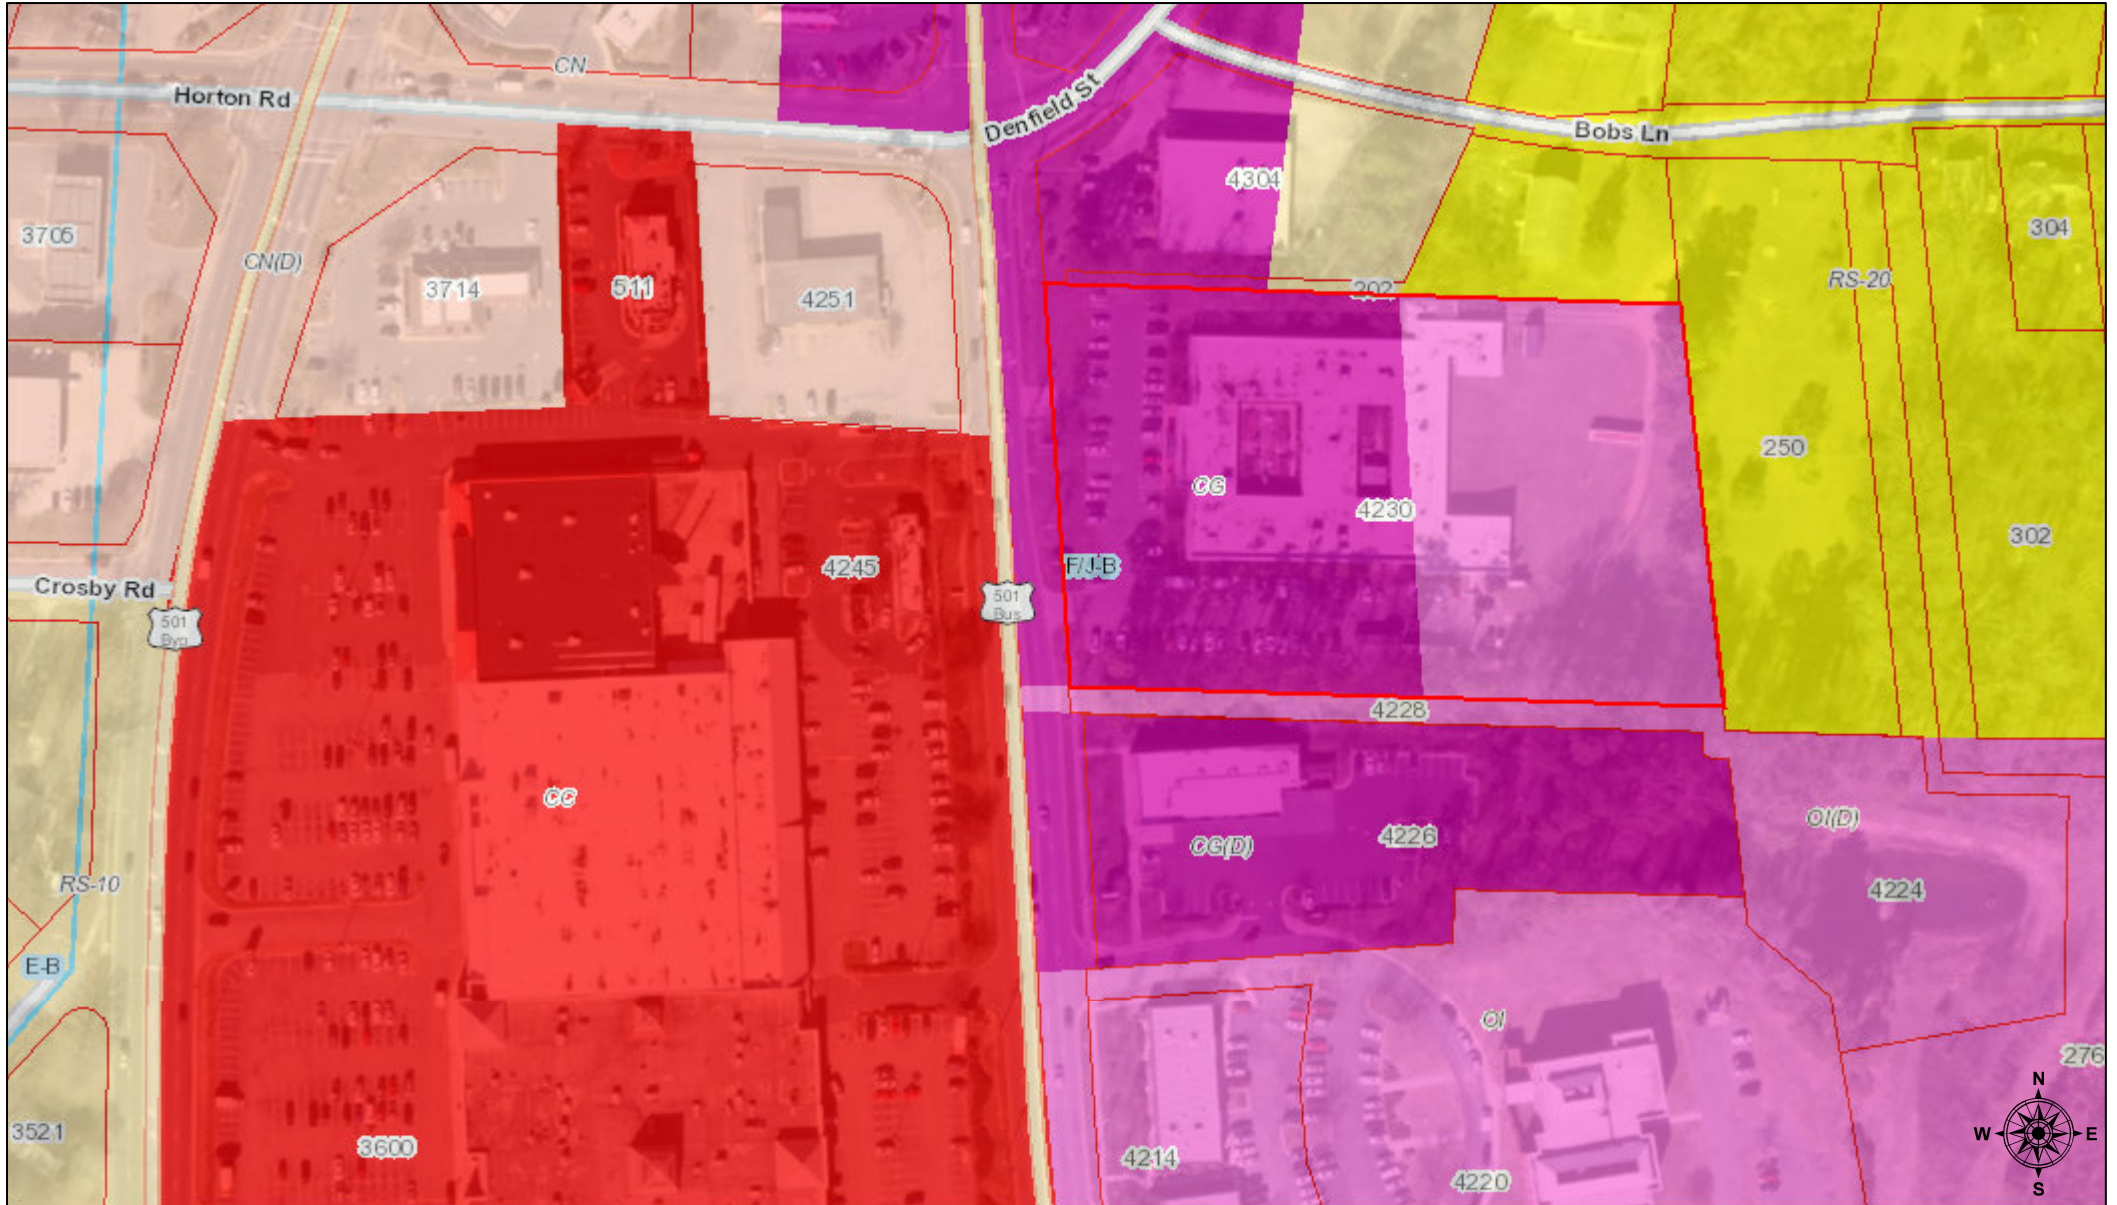 CN
Horton Rd
Denfield St
Bobs Ln
4304
3705
CN(D)
304
3714
511
4251
302
RS-20
250
CG
4230
302
4245
F/J-B
Crosby Rd
501
Byp
501
Bus
4228
CC
OI(D)
CG(D)
4226
RS-10
4224
E-B
OI
276
N
W
E
S
3521
3600
4214
4220